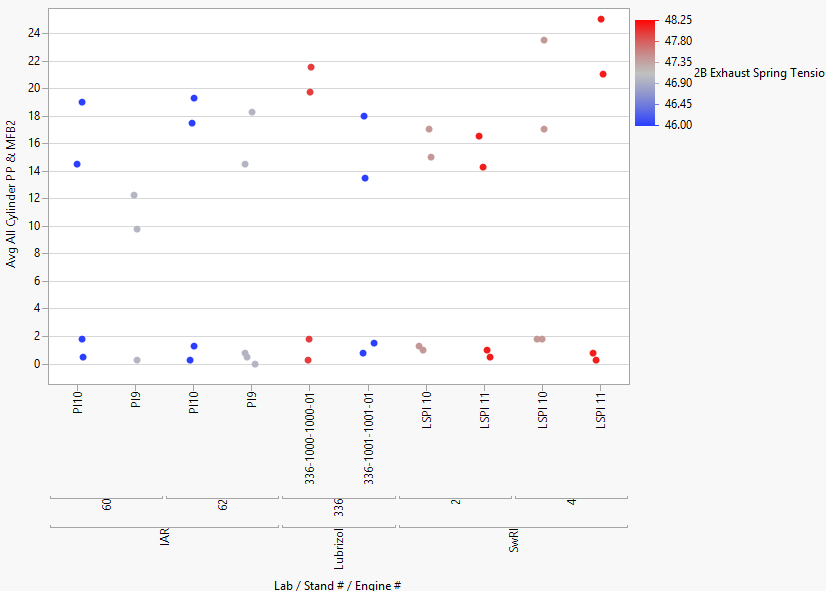 48.25
47.80
47.35
46.90
46.45
46.00
2B Exhaust Spring Tensio
Avg All Cylinder PP & MFB2
24
22
20
18
16
14
12
10
8
6
4
2
0
PI10
PI9
PI10
PI9
336-1000-1000-01
336-1001-1001-01
LSPI 10
LSPI 11
LSPI 10
LSPI 11
60
62
336
2
4
IAR
Lubrizol
SwRI
Lab / Stand # / Engine #